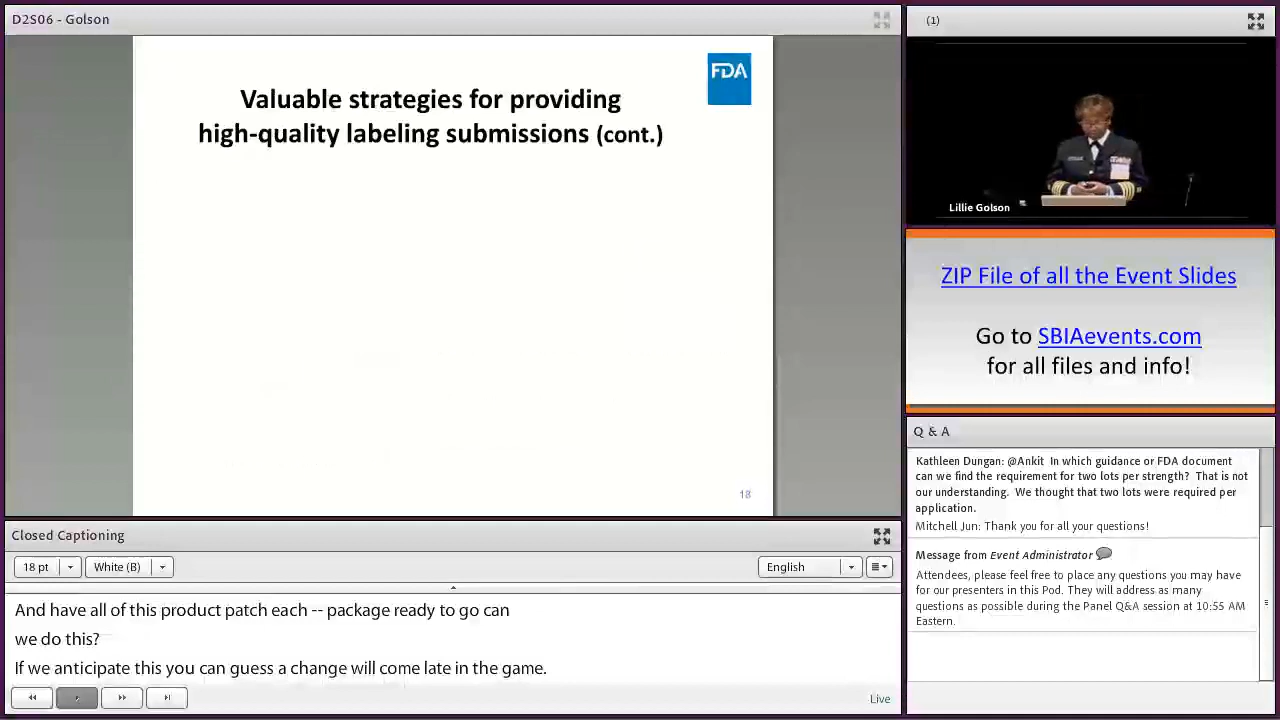 D2S06 - Golson
FDA
Valuable strategies for providing
high-quality labeling submissions (cont.)
18
Closed Captioning
18 pt
White (B)
English
And have all of this product patch each -- package ready to go can
we do this?
If we anticipate this you can guess a change will come late in the game.
Live
(1)
Lillie Golson
ZIP File of all the Event Slides
Go to SBIAevents.com
for all files and info!
Q & A
Kathleen Dungan: @Ankit In which guidance or FDA document
can we find the requirement for two lots per strength? That is not
our understanding. We thought that two lots were required per
application.
Mitchell Jun: Thank you for all your questions!
Message from Event Administrator
Attendees, please feel free to place any questions you may have
for our presenters in this Pod. They will address as many
questions as possible during the Panel Q&A session at 10:55 AM
Eastern.